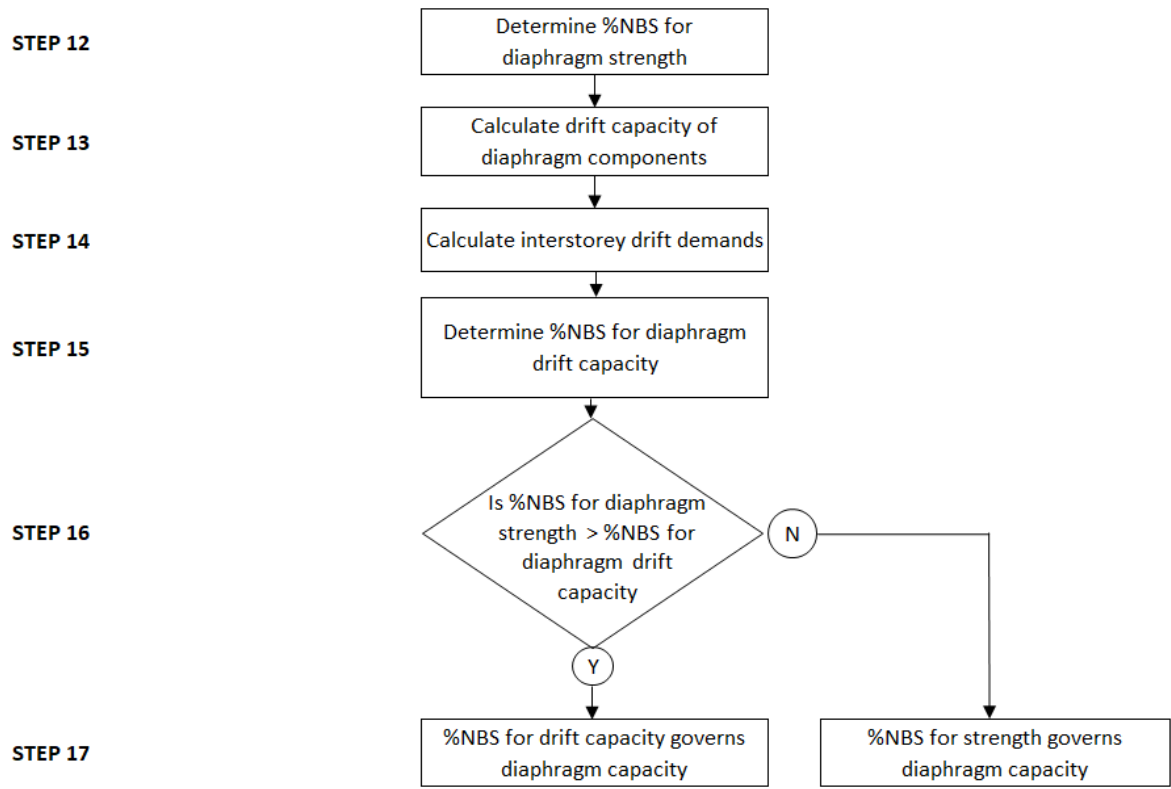 STEP 12
Determine %NBS for
diaphragm strength
STEP 13
Calculate drift capacity of
diaphragm components
STEP 14
Calculate interstorey drift demands
STEP 15
Determine %NBS for diaphragm
drift capacity
STEP 16
Is %NBS for diaphragm
strength > %NBS for
diaphragm drift
capacity
N
Y
STEP 17
%NBS for drift capacity governs
diaphragm capacity
%NBS for strength governs
diaphragm capacity